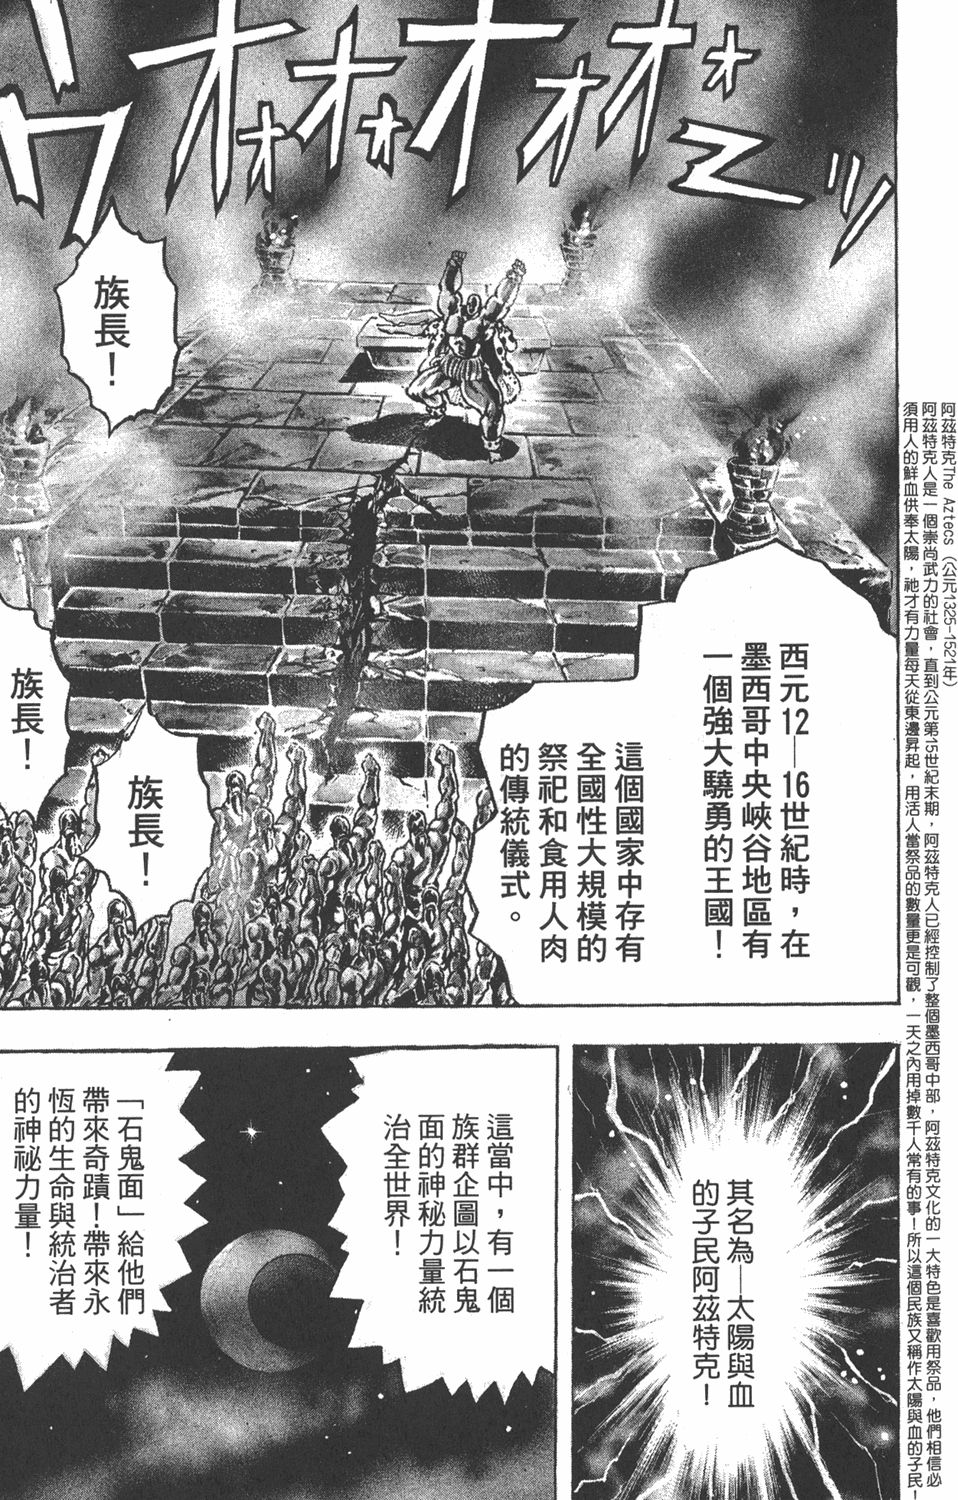 ワオオオオオオオオォッ
族長！
族長！
族長！
西元12—16世紀時，在
墨西哥中央峽谷地區有
一個強大驍勇的王國！
這個國家中存有
全國性大規模的
祭祀和食用人肉
的傳統儀式。
其名為—太陽與血
的子民阿茲特克！
這當中，有一個
族群企圖以石鬼
面的神秘力量統
治全世界！
「石鬼面」給他們
帶來奇蹟！帶來永
恆的生命與統治者
的神祕力量！
阿茲特克The Aztecs（公元1325-1521年）
阿茲特克人是一個崇尚武力的社會，直到公元第15世紀末期，阿茲特克人已經控制了整個墨西哥中部，阿茲特克文化的一大特色是喜歡用祭品，他們相信必
須用人的鮮血供奉太陽，祂才有力量每天從東邊昇起，用活人當祭品的數量更是可觀，一天之內用掉數千人常有的事！所以這個民族又稱作太陽與血的子民！